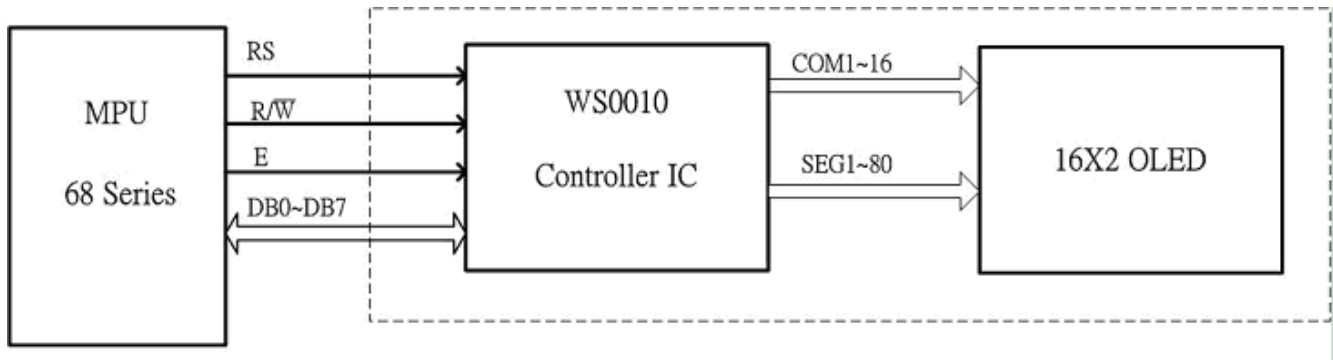 MPU
68 Series
RS
R/W̅
E
DB0~DB7
WS0010
Controller IC
COM1~16
SEG1~80
16X2 OLED